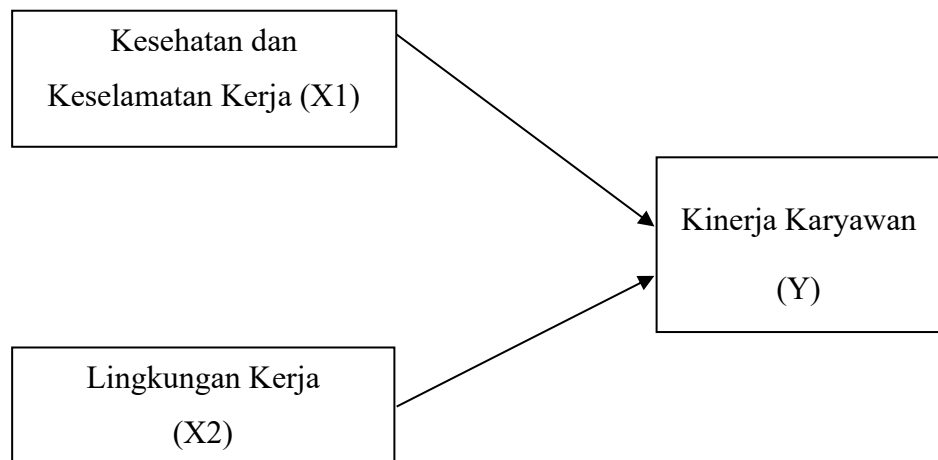 Kesehatan dan
Keselamatan Kerja (X1)
Kinerja Karyawan
(Y)
Lingkungan Kerja
(X2)